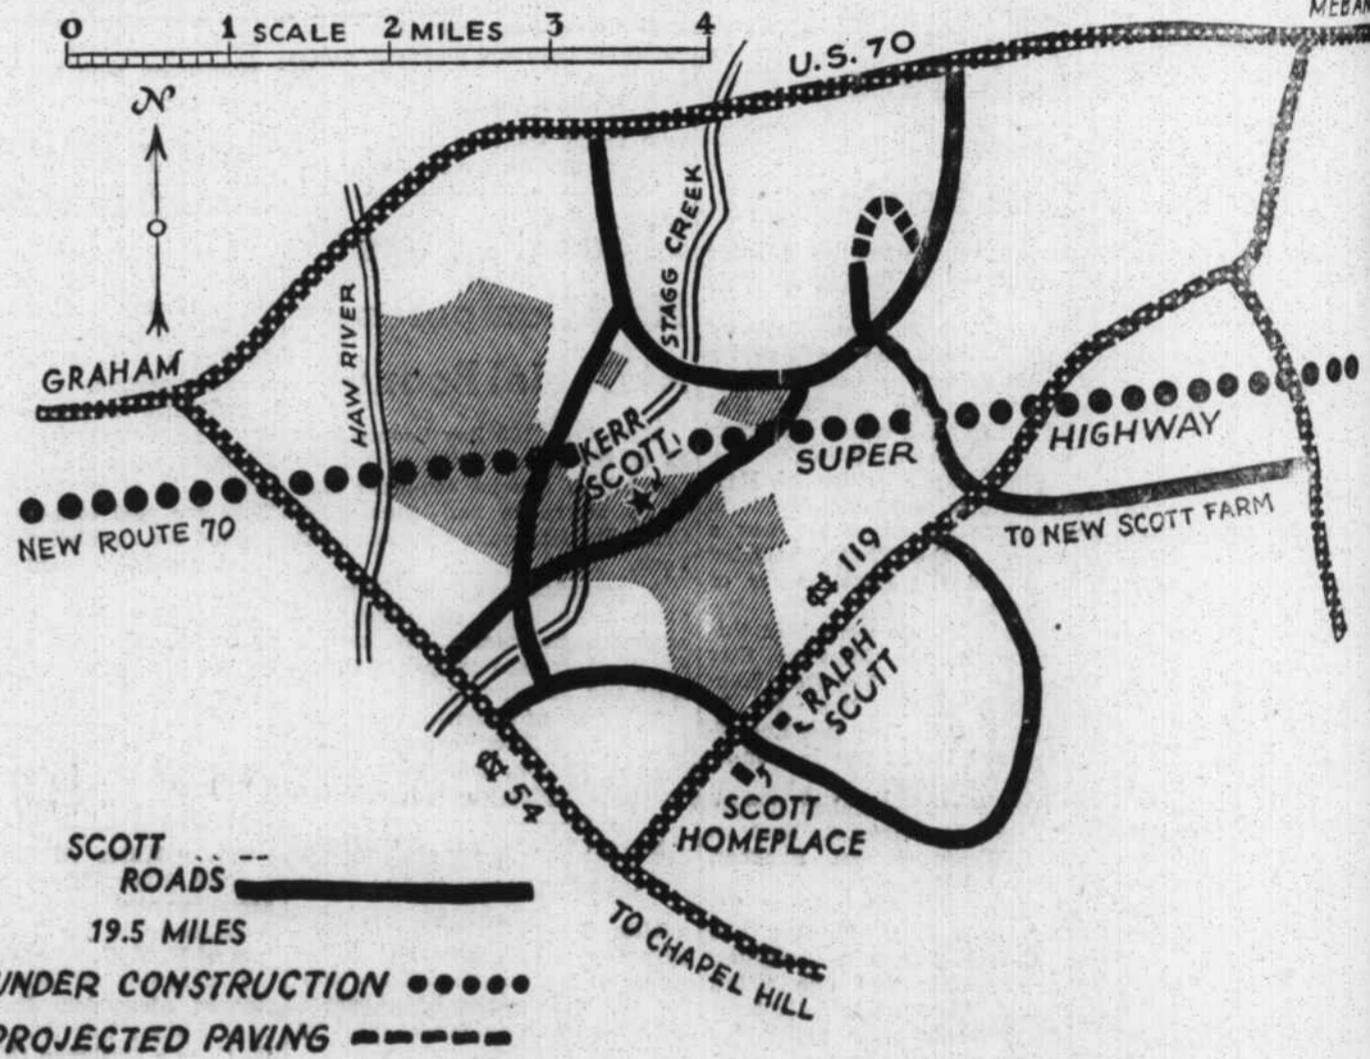 0 1 SCALE 2 MILES 3 4
N
U.S. 70
STAGG CREEK
HAW RIVER
GRAHAM
KERR
SCOTT
SUPER
HIGHWAY
NEW ROUTE 70
TO NEW SCOTT FARM
119
RALPH
SCOTT
54
SCOTT
HOMEPLACE
TO CHAPEL HILL
SCOTT
ROADS
19.5 MILES
UNDER CONSTRUCTION
PROJECTED PAVING